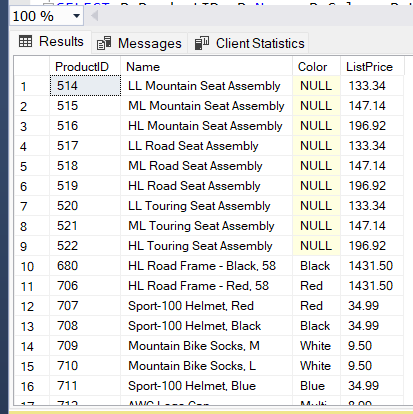 100 %
Results Messages Client Statistics
ProductID Name Color ListPrice
1 514 LL Mountain Seat Assembly NULL 133.34
2 515 ML Mountain Seat Assembly NULL 147.14
3 516 HL Mountain Seat Assembly NULL 196.92
4 517 LL Road Seat Assembly NULL 133.34
5 518 ML Road Seat Assembly NULL 147.14
6 519 HL Road Seat Assembly NULL 196.92
7 520 LL Touring Seat Assembly NULL 133.34
8 521 ML Touring Seat Assembly NULL 147.14
9 522 HL Touring Seat Assembly NULL 196.92
10 680 HL Road Frame - Black, 58 Black 1431.50
11 706 HL Road Frame - Red, 58 Red 1431.50
12 707 Sport-100 Helmet, Red Red 34.99
13 708 Sport-100 Helmet, Black Black 34.99
14 709 Mountain Bike Socks, M White 9.50
15 710 Mountain Bike Socks, L White 9.50
16 711 Sport-100 Helmet, Blue Blue 34.99
17 712 AWC Logo Cap Multi 8.99